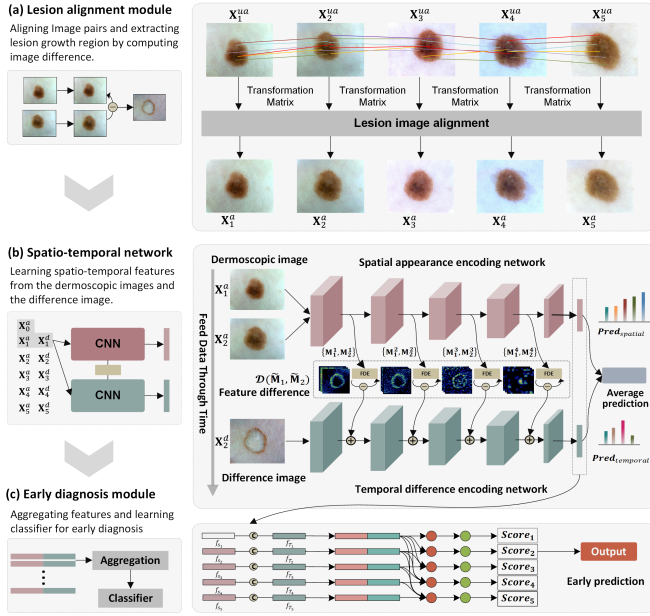 (a) Lesion alignment module
Aligning Image pairs and extracting
lesion growth region by computing
image difference.
X₁ᵘᵃ X₂ᵘᵃ X₃ᵘᵃ X₄ᵘᵃ X₅ᵘᵃ
Transformation Matrix
Transformation Matrix
Transformation Matrix
Transformation Matrix
Lesion image alignment
X₁ᵃ X₂ᵃ X₃ᵃ X₄ᵃ X₅ᵃ
(b) Spatio-temporal network
Learning spatio-temporal features
from the dermoscopic images and
the difference image.
X₀ᵃ
X₁ᵃ X₁ᵈ
X₂ᵃ X₂ᵈ
X₃ᵃ X₃ᵈ
X₄ᵃ X₄ᵈ
X₅ᵃ X₅ᵈ
CNN
CNN
Feed Data Through Time
Dermoscopic image
Spatial appearance encoding network
X₁ᵃ
X₂ᵃ
{M₁¹, M₂¹} {M₁², M₂²} {M₁³, M₂³} {M₁⁴, M₂⁴}
FDE FDE FDE FDE
𝒟(M̃₁, M̃₂)
Feature difference
X₂ᵈ
Difference image
Temporal difference encoding network
Pred_spatial
Average
prediction
Pred_temporal
(c) Early diagnosis module
Aggregating features and learning
classifier for early diagnosis
Aggregation
Classifier
C C C C C
Score₁
Score₂
Score₃
Score₄
Score₅
Output
Early prediction